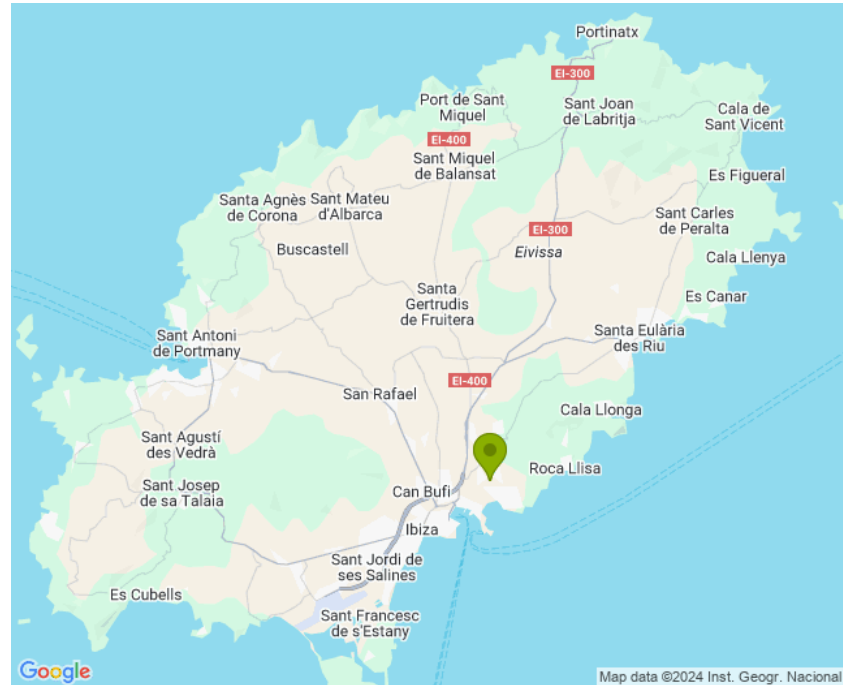 Portinatx
EI-300
Port de Sant
Miquel
Sant Joan
de Labritja
Cala de
Sant Vicent
EI-400
Sant Miquel
de Balansat
Es Figueral
Santa Agnès
de Corona
Sant Mateu
d'Albarca
Sant Carles
de Peralta
EI-300
Buscastell
Eivissa
Cala Llenya
Santa
Gertrudis
de Fruitera
Es Canar
Sant Antoni
de Portmany
Santa Eulària
des Riu
EI-400
San Rafael
Cala Llonga
Sant Agustí
des Vedrà
Roca Llisa
Sant Josep
de sa Talaia
Can Bufi
Ibiza
Sant Jordi de
ses Salines
Es Cubells
Sant Francesc
de s'Estany
Google
Map data ©2024 Inst. Geogr. Nacional